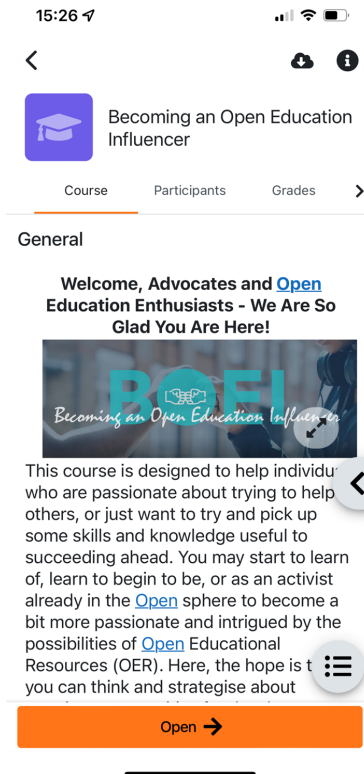 15:26
Becoming an Open Education
Influencer
Course Participants Grades
General
Welcome, Advocates and Open
Education Enthusiasts - We Are So
Glad You Are Here!
BOEI
Becoming an Open Education Influencer
This course is designed to help
who are passionate about trying to help
others, or just want to try and pick up
some skills and knowledge useful to
succeeding ahead. You may start to learn
of, learn to begin to be, or as an activist
already in the Open sphere to become a
bit more passionate and intrigued by the
possibilities of Open Educational
Resources (OER). Here, the hope is
you can think and strategise about
Open